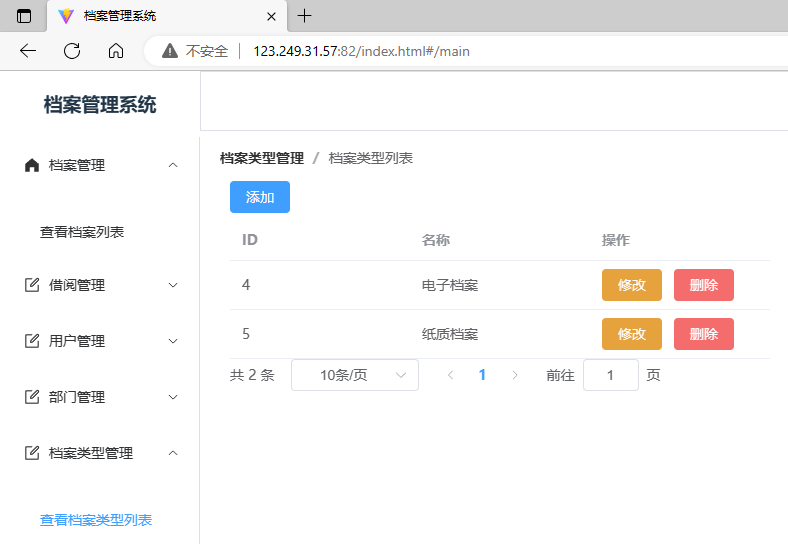 档案管理系统
不安全 123.249.31.57:82/index.html#/main
档案管理系统
档案管理
查看档案列表
借阅管理
用户管理
部门管理
档案类型管理
查看档案类型列表
档案类型管理 / 档案类型列表
添加
ID 名称 操作
4 电子档案 修改 删除
5 纸质档案 修改 删除
共 2 条 10条/页 1 前往 1 页